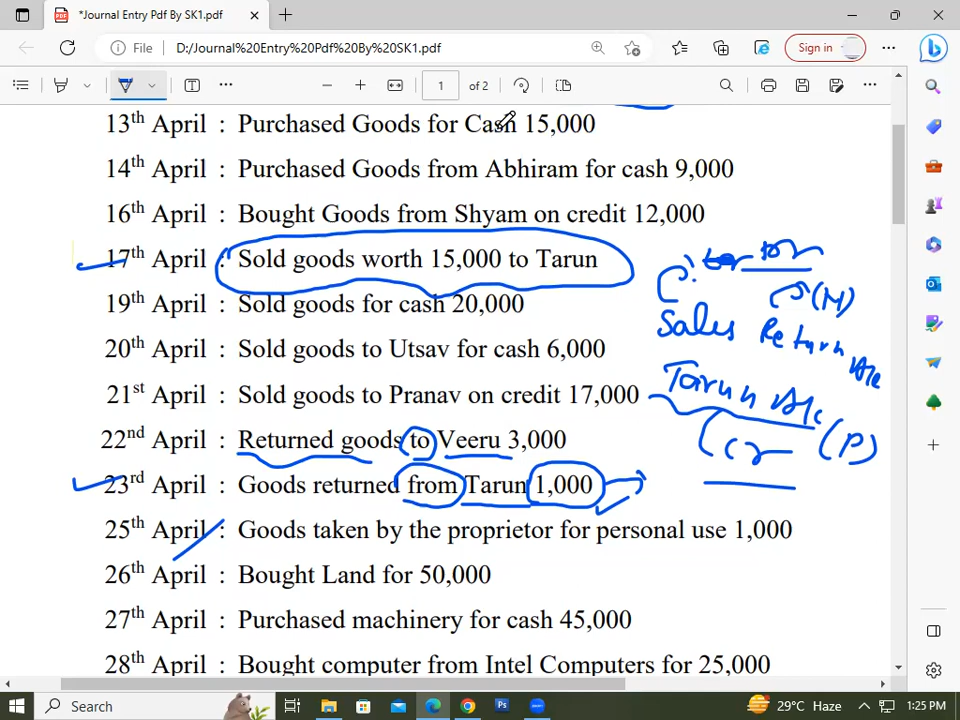 *Journal Entry Pdf By SK1.pdf
File D:/Journal%20Entry%20Pdf%20By%20SK1.pdf Sign in
1 of 2
13th April : Purchased Goods for Cash 15,000
14th April : Purchased Goods from Abhiram for cash 9,000
16th April : Bought Goods from Shyam on credit 12,000
17th April : Sold goods worth 15,000 to Tarun
19th April : Sold goods for cash 20,000
20th April : Sold goods to Utsav for cash 6,000
21st April : Sold goods to Pranav on credit 17,000
22nd April : Returned goods to Veeru 3,000
23rd April : Goods returned from Tarun 1,000
25th April : Goods taken by the proprietor for personal use 1,000
26th April : Bought Land for 50,000
27th April : Purchased machinery for cash 45,000
28th April : Bought computer from Intel Computers for 25,000
(M)
Sales Return A/c
Tarun A/c
(P)
Search
29°C Haze
1:25 PM